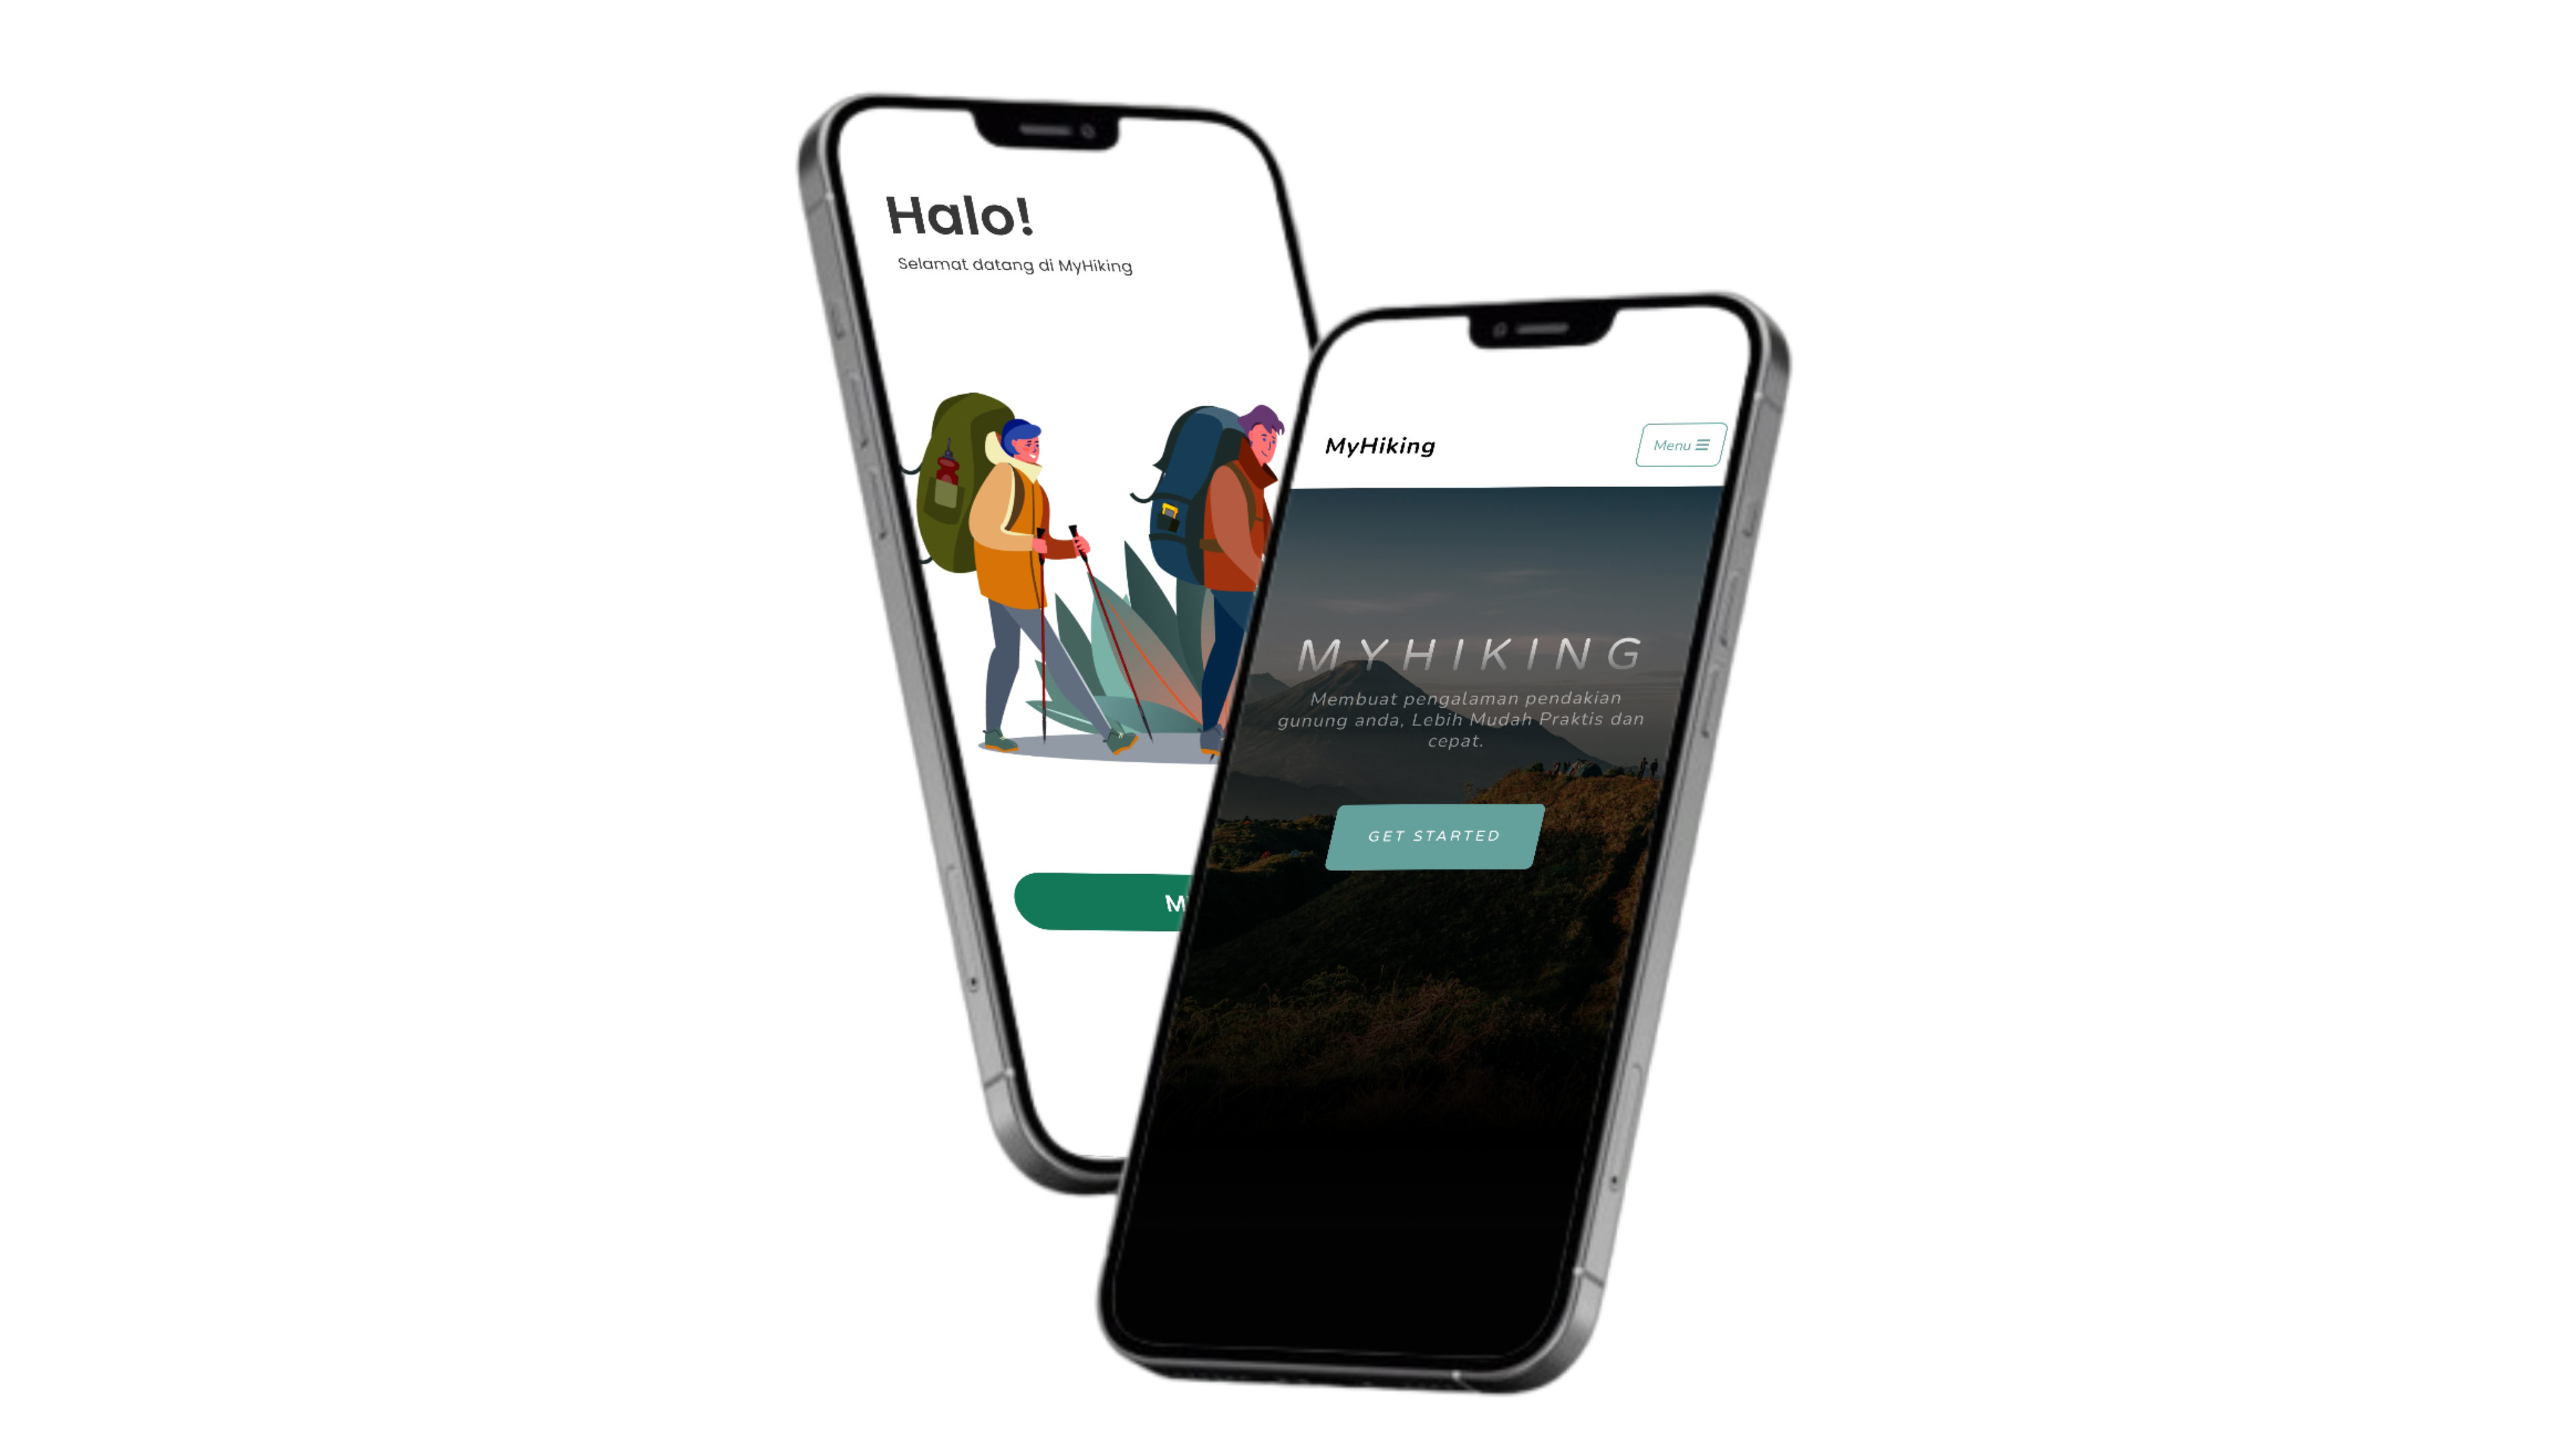 Halo!
Selamat datang di MyHiking
MyHiking
Menu
MYHIKING
Membuat pengalaman pendakian
gunung anda, Lebih Mudah Praktis dan
cepat.
GET STARTED